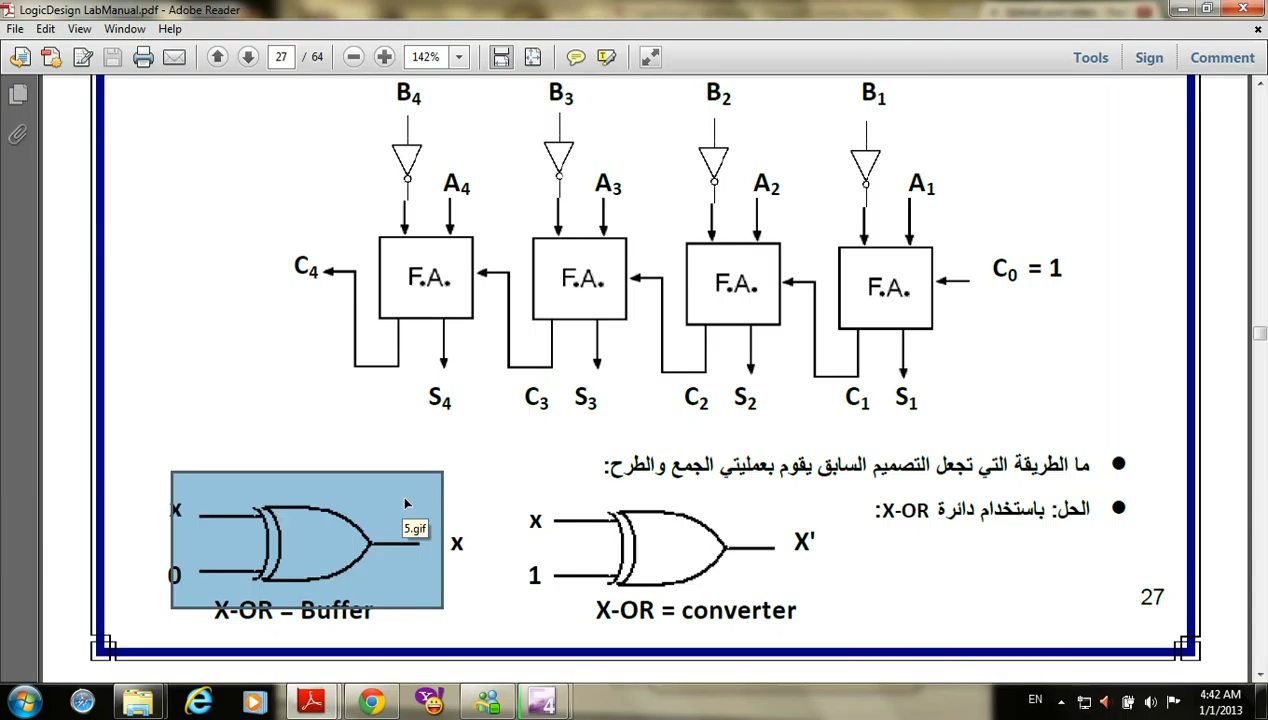 LogicDesign LabManual.pdf - Adobe Reader
File Edit View Window Help
27 / 64 142% Tools Sign Comment
B4 B3 B2 B1
A4 A3 A2 A1
C4 F.A. F.A. F.A. F.A. C0 = 1
S4 C3 S3 C2 S2 C1 S1
ما الطريقة التي تجعل التصميم السابق يقوم بعمليتي الجمع والطرح:
الحل: باستخدام دائرة X-OR:
x
0
x
5.gif
X-OR = Buffer
x
1
X'
X-OR = converter
27
EN
4:42 AM
1/1/2013